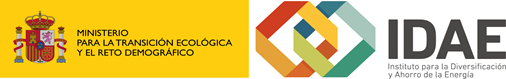 MINISTERIO
PARA LA TRANSICIÓN ECOLÓGICA
Y EL RETO DEMOGRÁFICO
IDAE
Instituto para la Diversificación
y Ahorro de la Energía